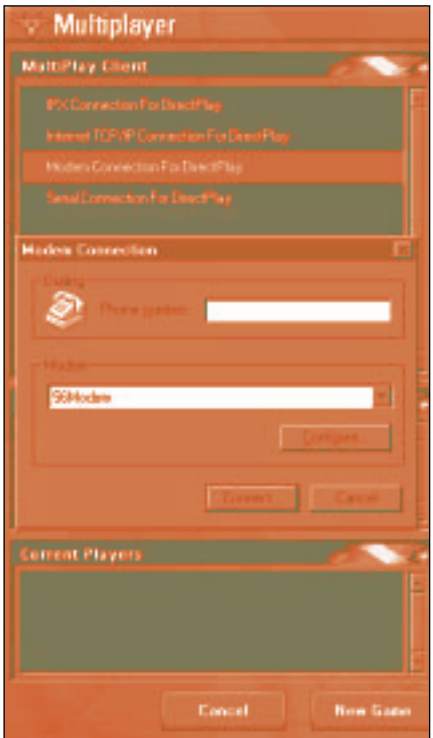 Multiplayer
MultiPlay Client
IPX Connection For DirectPlay
Internet TCP/IP Connection For DirectPlay
Modem Connection For DirectPlay
Serial Connection For DirectPlay
Modem Connection
Dialing
Phone number:
Modem
56Modem
Configure...
Connect
Cancel
Current Players
Cancel
New Game